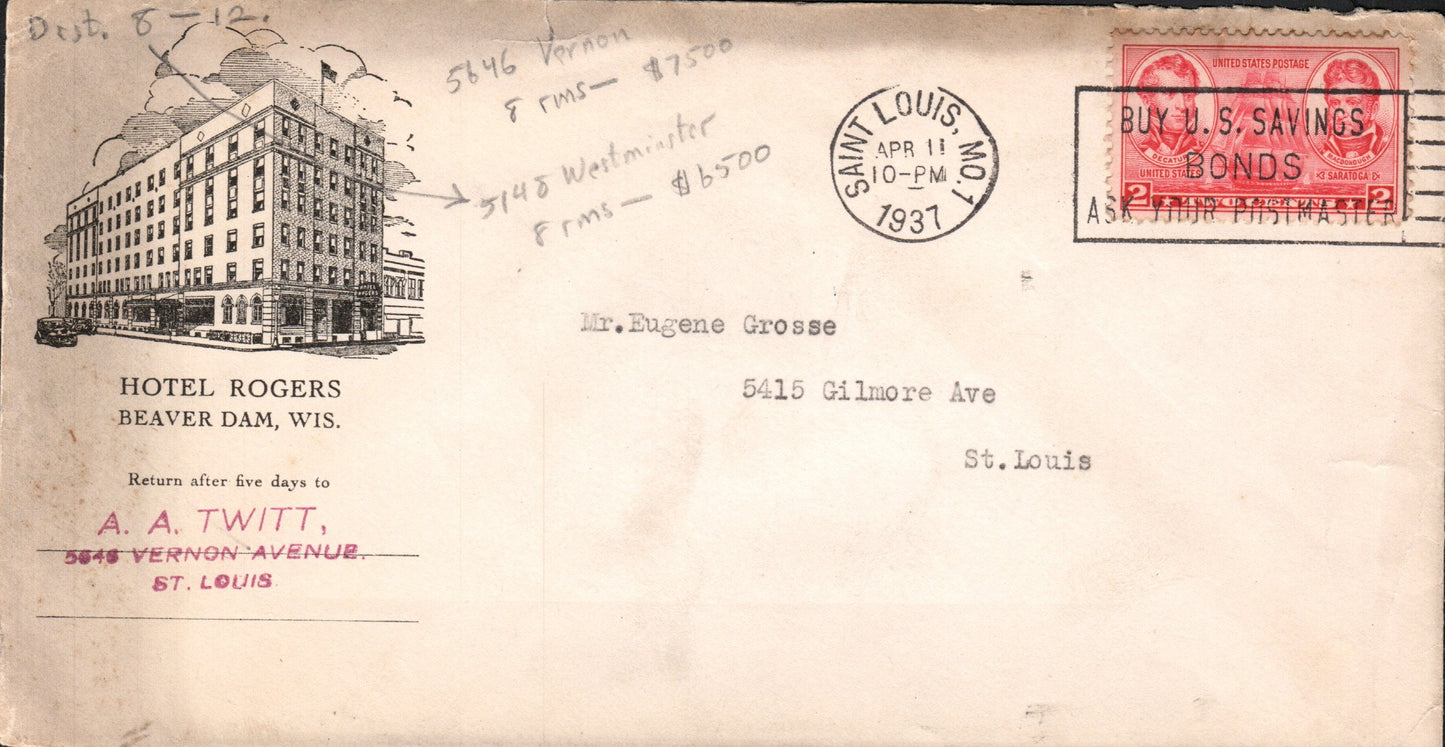 Dist. 8-12.
5646 Vernon
8 rms— $7500
5148 Westminster
8 rms— $6500
SAINT LOUIS, MO. 1
APR 11
10-PM
1937
BUY U.S. SAVINGS
BONDS
ASK YOUR POSTMASTER
UNITED STATES POSTAGE
DECATUR
MACDONOUGH
UNITED STATES
SARATOGA
2 2
HOTEL ROGERS
HOTEL ROGERS
BEAVER DAM, WIS.
Return after five days to
A. A. TWITT,
5646 VERNON AVENUE.
ST. LOUIS
Mr.Eugene Grosse
5415 Gilmore Ave
St.Louis